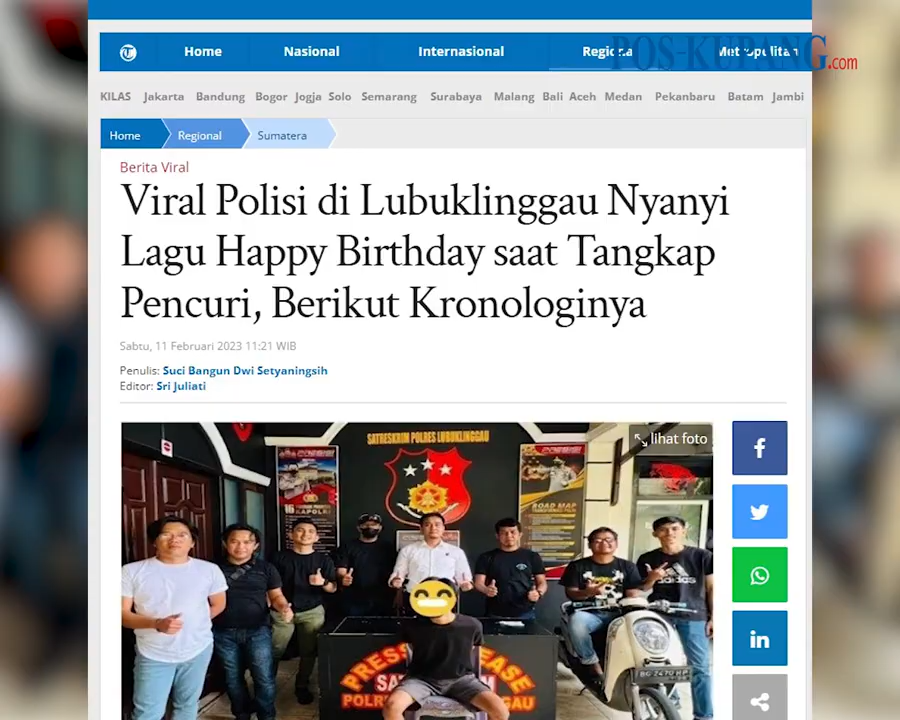 POS-KUPANG.com
Home Nasional Internasional Regional Metropolitan
KILAS Jakarta Bandung Bogor Jogja Solo Semarang Surabaya Malang Bali Aceh Medan Pekanbaru Batam Jambi
Home Regional Sumatera
Berita Viral
Viral Polisi di Lubuklinggau Nyanyi
Lagu Happy Birthday saat Tangkap
Pencuri, Berikut Kronologinya
Sabtu, 11 Februari 2023 11:21 WIB
Penulis: Suci Bangun Dwi Setyaningsih
Editor: Sri Juliati
lihat foto
SATRESKRIM POLRES LUBUKLINGGAU
ROAD MAP
adidas